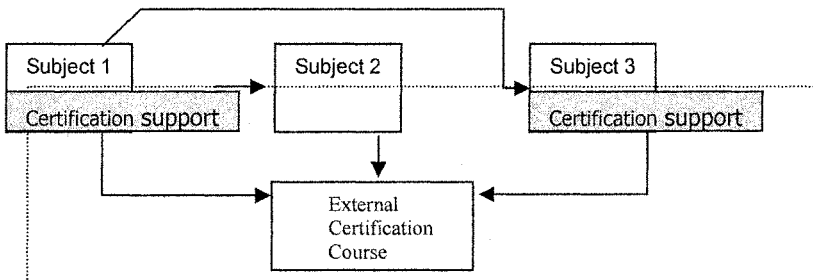 Subject 1
Subject 2
Subject 3
Certification support
Certification support
External
Certification
Course